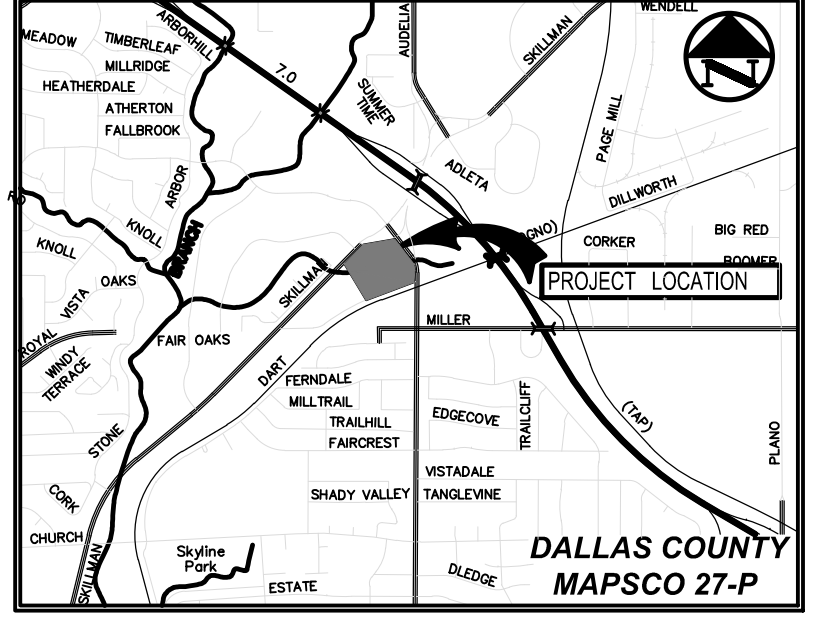 WENDELL
ARBORHILL
AUDELIA
SKILLMAN
MEADOW
TIMBERLEAF
MILLRIDGE
7.0
HEATHERDALE
SUMMER
TIME
ATHERTON
FALLBROOK
PAGE MILL
N
ADLETA
ARBOR
DILLWORTH
RD
KNOLL
BRANCH
OGNO)
BIG RED
KNOLL
CORKER
BOOMER
OAKS
SKILLMAN
PROJECT LOCATION
VISTA
MILLER
ROYAL
FAIR OAKS
WINDY
TERRACE
DART
FERNDALE
MILLTRAIL
TRAILHILL
FAIRCREST
EDGECOVE
TRAILCLIFF
(TAP)
PLANO
STONE
VISTADALE
SHADY VALLEY
TANGLEVINE
CORK
CHURCH
SKILLMAN
Skyline
Park
ESTATE
DLEDGE
DALLAS COUNTY
MAPSCO 27-P